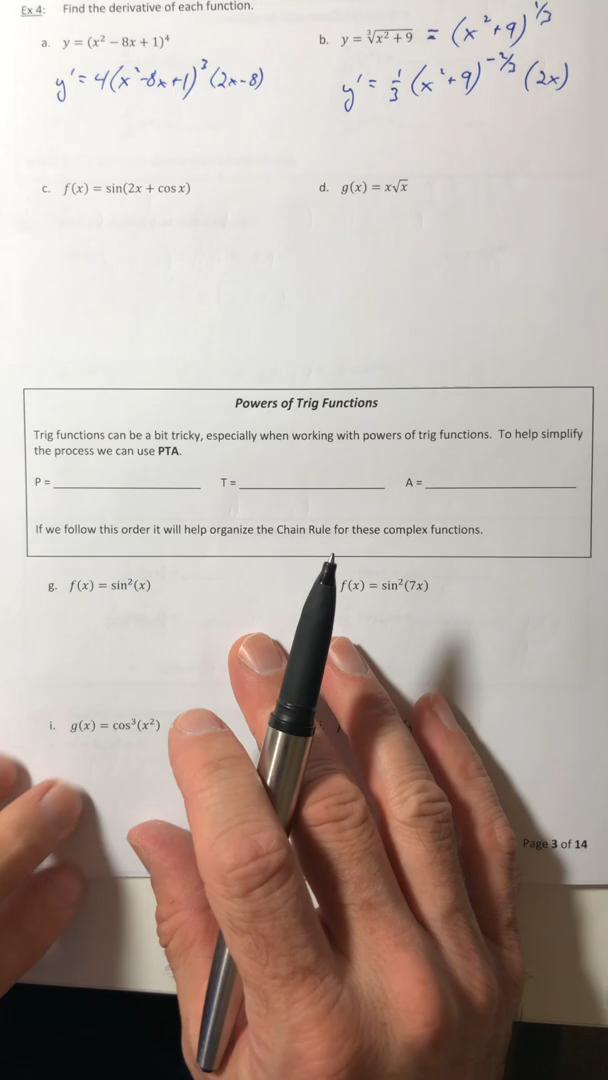 Ex 4: Find the derivative of each function.
a. y = (x² – 8x + 1)⁴
y' = 4(x²-8x+1)³(2x-8)
b. y = ∛(x² + 9) = (x²+9)^1/3
y' = 1/3 (x²+9)^-2/3 (2x)
c. f(x) = sin(2x + cos x)
d. g(x) = x√x
Powers of Trig Functions
Trig functions can be a bit tricky, especially when working with powers of trig functions. To help simplify
the process we can use PTA.
P = ____________ T = ____________ A = ____________
If we follow this order it will help organize the Chain Rule for these complex functions.
g. f(x) = sin²(x)
f(x) = sin²(7x)
i. g(x) = cos³(x²)
Page 3 of 14